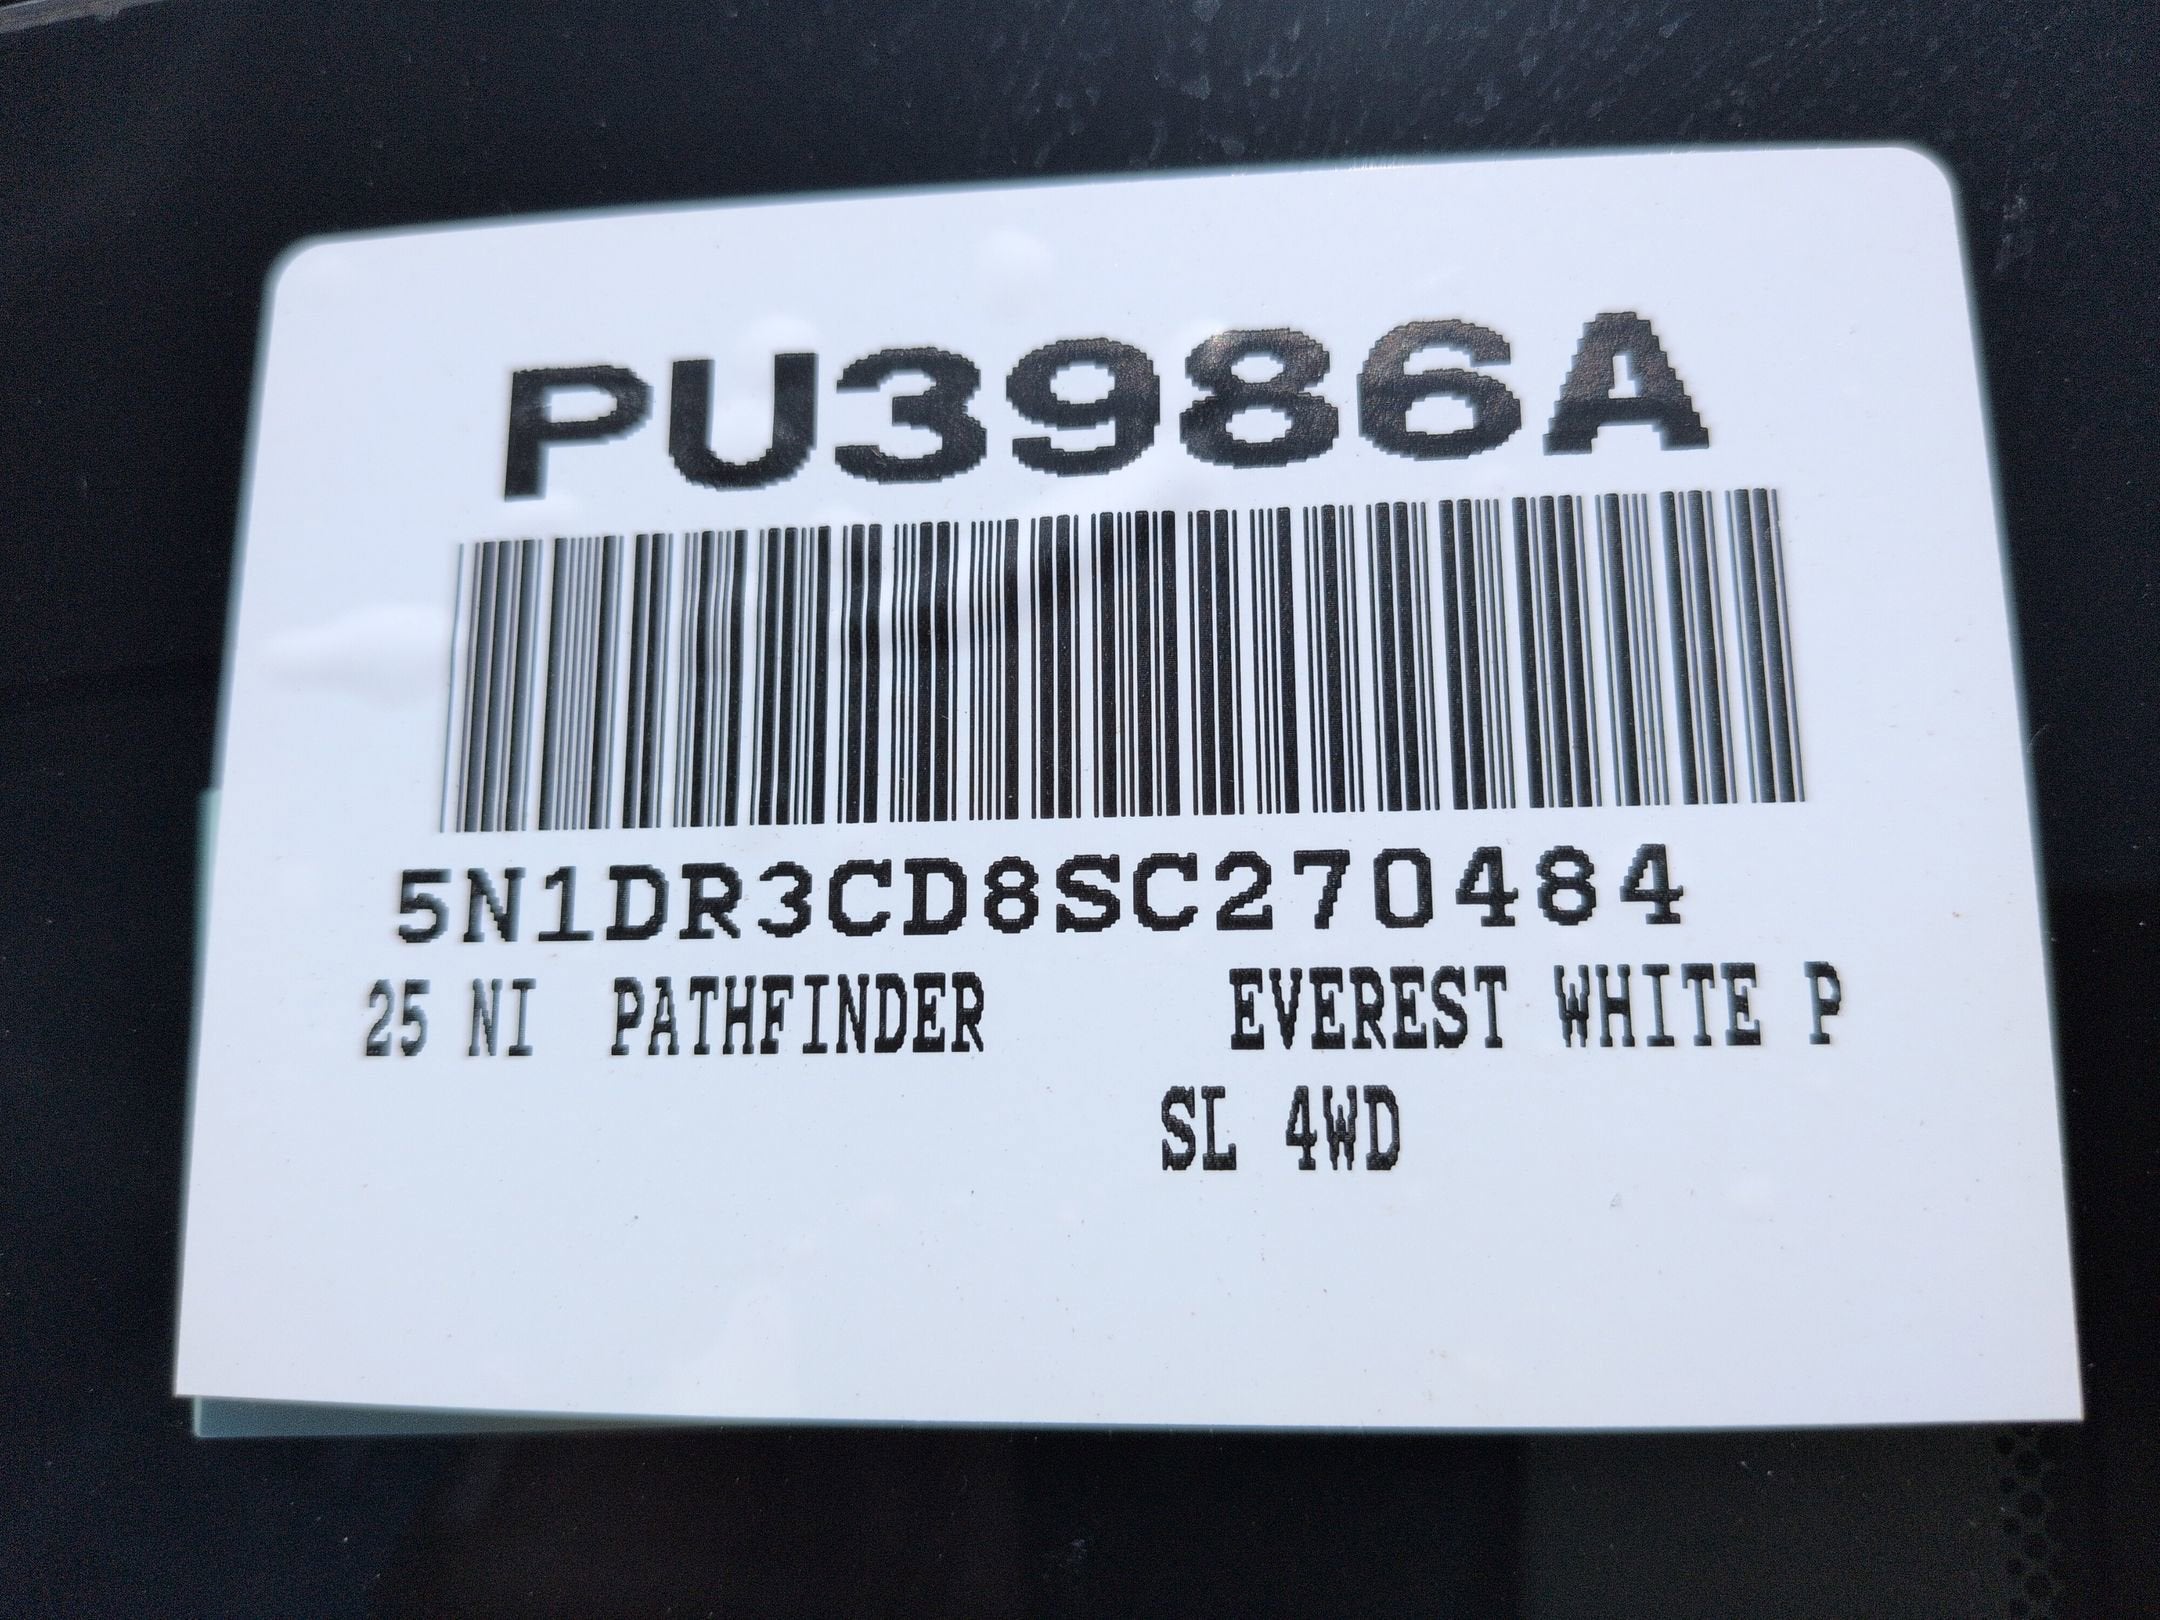 PU3986A
5N1DR3CD8SC270484
25 NI PATHFINDER EVEREST WHITE P
SL 4WD